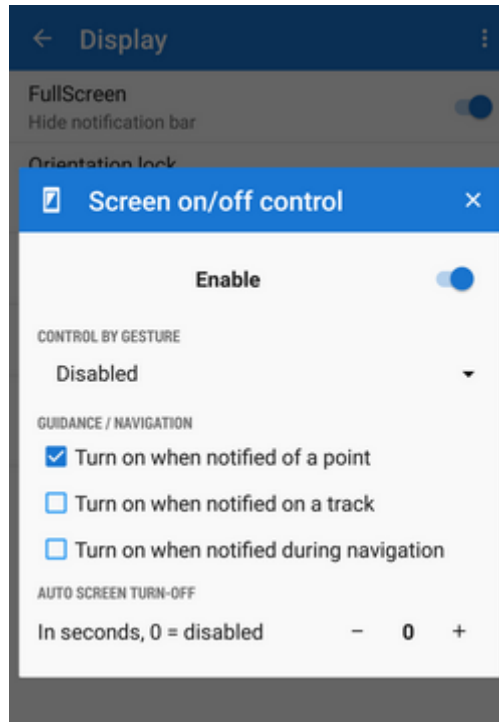 Display
FullScreen
Hide notification bar
Orientation lock
Screen on/off control
Enable
CONTROL BY GESTURE
Disabled
GUIDANCE / NAVIGATION
Turn on when notified of a point
Turn on when notified on a track
Turn on when notified during navigation
AUTO SCREEN TURN-OFF
In seconds, 0 = disabled − 0 +